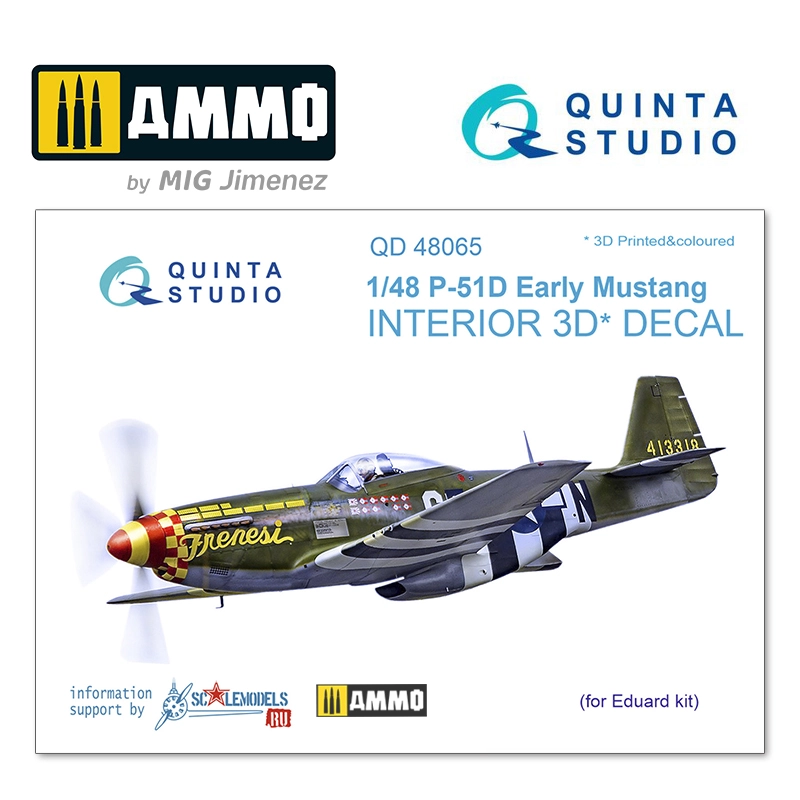 AMMO
by MIG Jimenez
QUINTA
STUDIO
QUINTA
STUDIO
QD 48065
* 3D Printed&coloured
1/48 P-51D Early Mustang
INTERIOR 3D* DECAL
413318
Frenesi
N
information
support by
SCALEMODELS
RU
AMMO
(for Eduard kit)